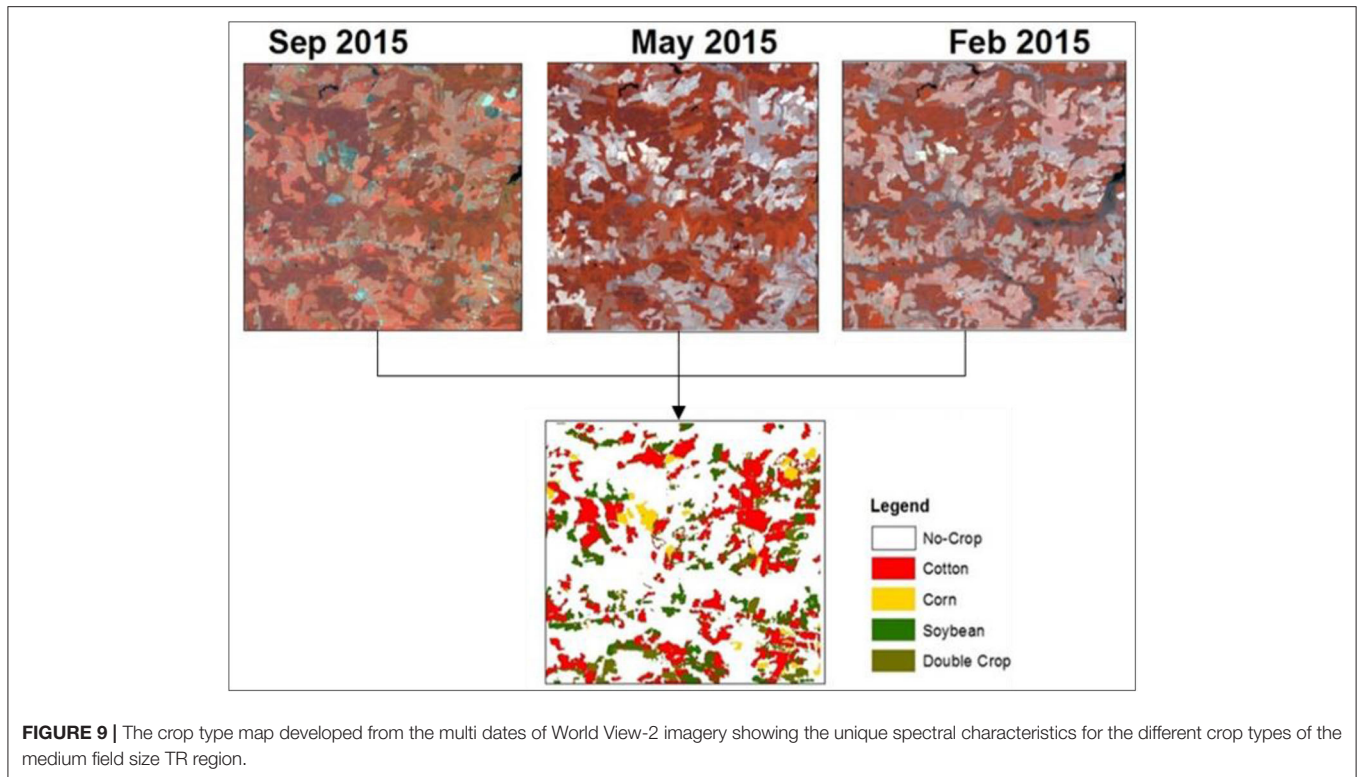 Sep 2015
May 2015
Feb 2015
Legend
No-Crop
Cotton
Corn
Soybean
Double Crop
FIGURE 9 | The crop type map developed from the multi dates of World View-2 imagery showing the unique spectral characteristics for the different crop types of the
medium field size TR region.